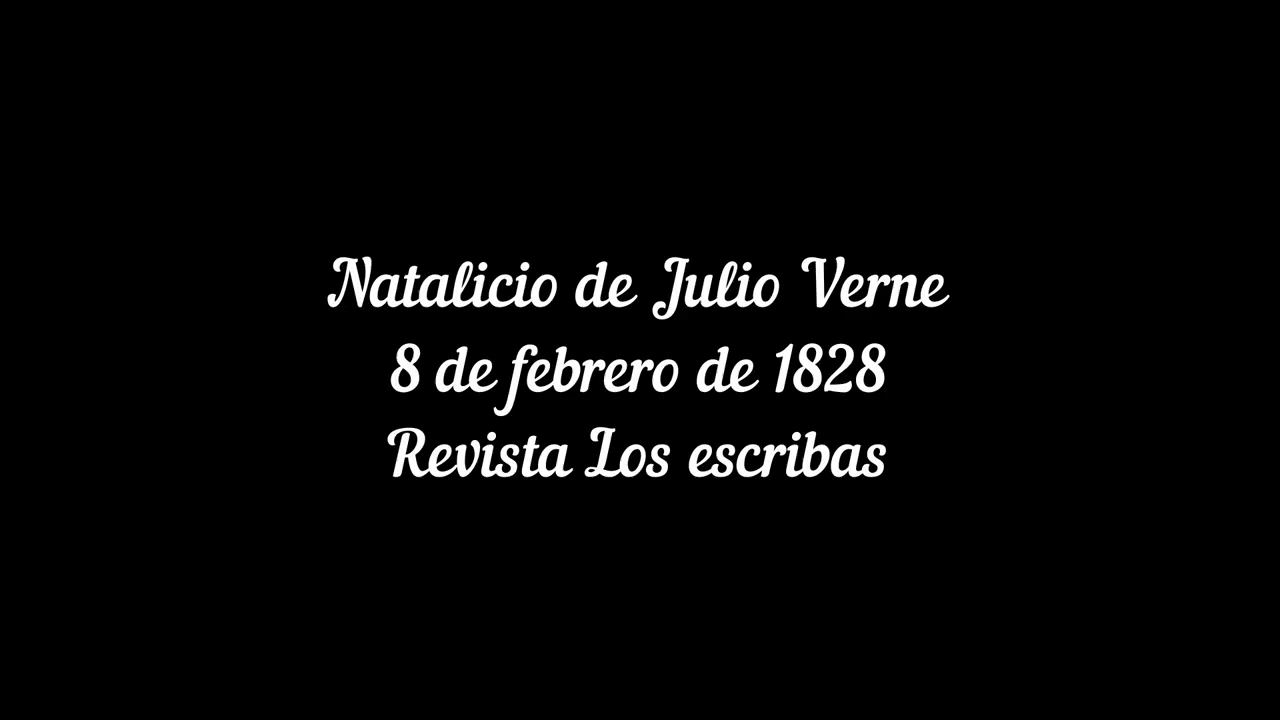 Natalicio de Julio Verne
8 de febrero de 1828
Revista Los escribas